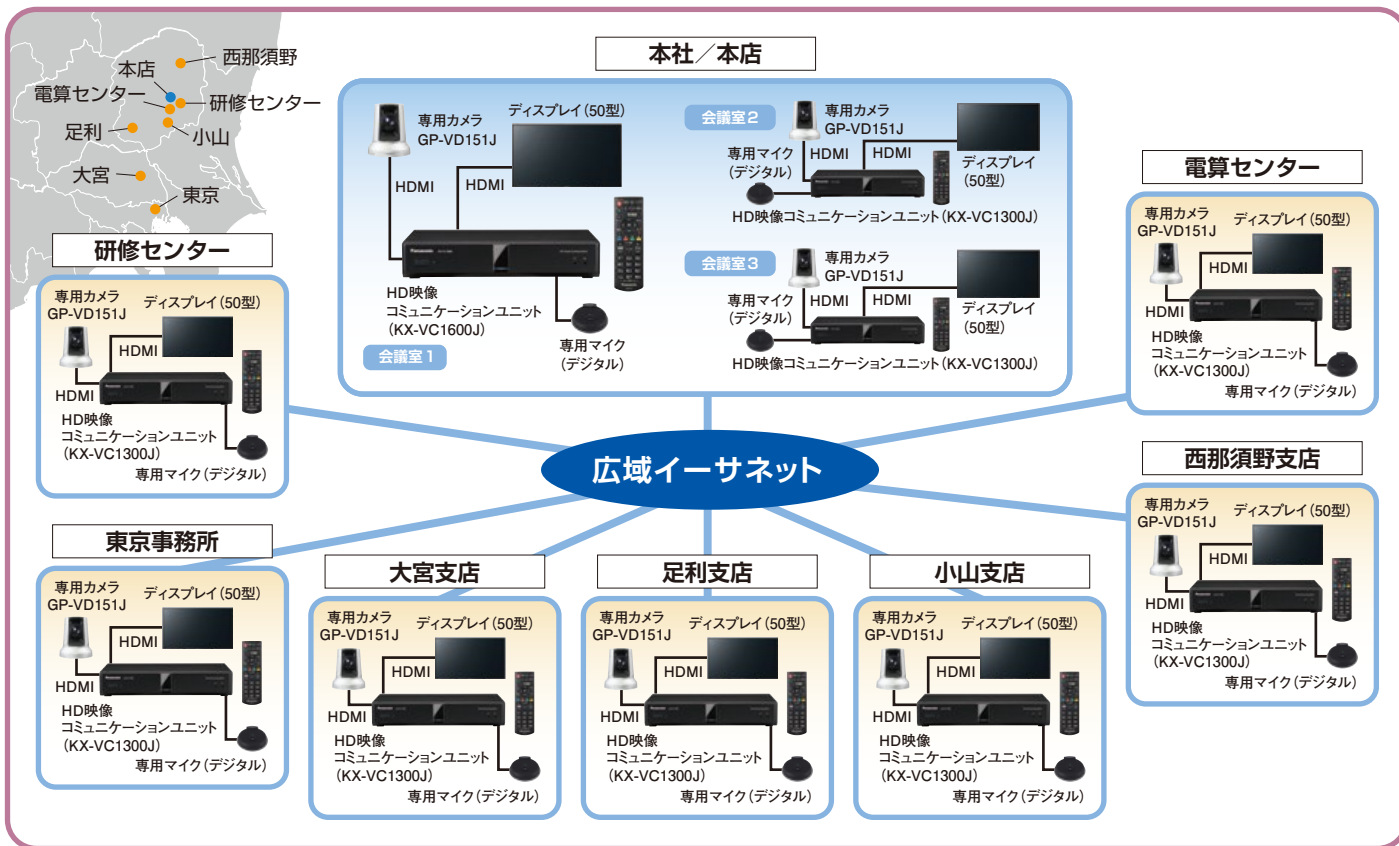 西那須野
本店
電算センター
研修センター
足利
小山
大宮
東京
本社／本店
専用カメラ
GP-VD151J
ディスプレイ（50型）
HDMI
HDMI
HD映像
コミュニケーションユニット
(KX-VC1600J)
専用マイク
（デジタル）
会議室1
会議室2
専用カメラ
GP-VD151J
専用マイク
（デジタル）
HDMI
HDMI
ディスプレイ
（50型）
HD映像コミュニケーションユニット（KX-VC1300J）
会議室3
専用カメラ
GP-VD151J
専用マイク
（デジタル）
HDMI
HDMI
ディスプレイ
（50型）
HD映像コミュニケーションユニット（KX-VC1300J）
研修センター
専用カメラ
GP-VD151J
ディスプレイ（50型）
HDMI
HDMI
HD映像
コミュニケーションユニット
(KX-VC1300J)
専用マイク（デジタル）
電算センター
専用カメラ
GP-VD151J
ディスプレイ（50型）
HDMI
HDMI
HD映像
コミュニケーションユニット
(KX-VC1300J)
専用マイク（デジタル）
広域イーサネット
西那須野支店
専用カメラ
GP-VD151J
ディスプレイ（50型）
HDMI
HDMI
HD映像
コミュニケーションユニット
(KX-VC1300J)
専用マイク（デジタル）
東京事務所
専用カメラ
GP-VD151J
ディスプレイ（50型）
HDMI
HDMI
HD映像
コミュニケーションユニット
(KX-VC1300J)
専用マイク（デジタル）
大宮支店
専用カメラ
GP-VD151J
ディスプレイ（50型）
HDMI
HDMI
HD映像
コミュニケーションユニット
(KX-VC1300J)
専用マイク（デジタル）
足利支店
専用カメラ
GP-VD151J
ディスプレイ（50型）
HDMI
HDMI
HD映像
コミュニケーションユニット
(KX-VC1300J)
専用マイク（デジタル）
小山支店
専用カメラ
GP-VD151J
ディスプレイ（50型）
HDMI
HDMI
HD映像
コミュニケーションユニット
(KX-VC1300J)
専用マイク（デジタル）